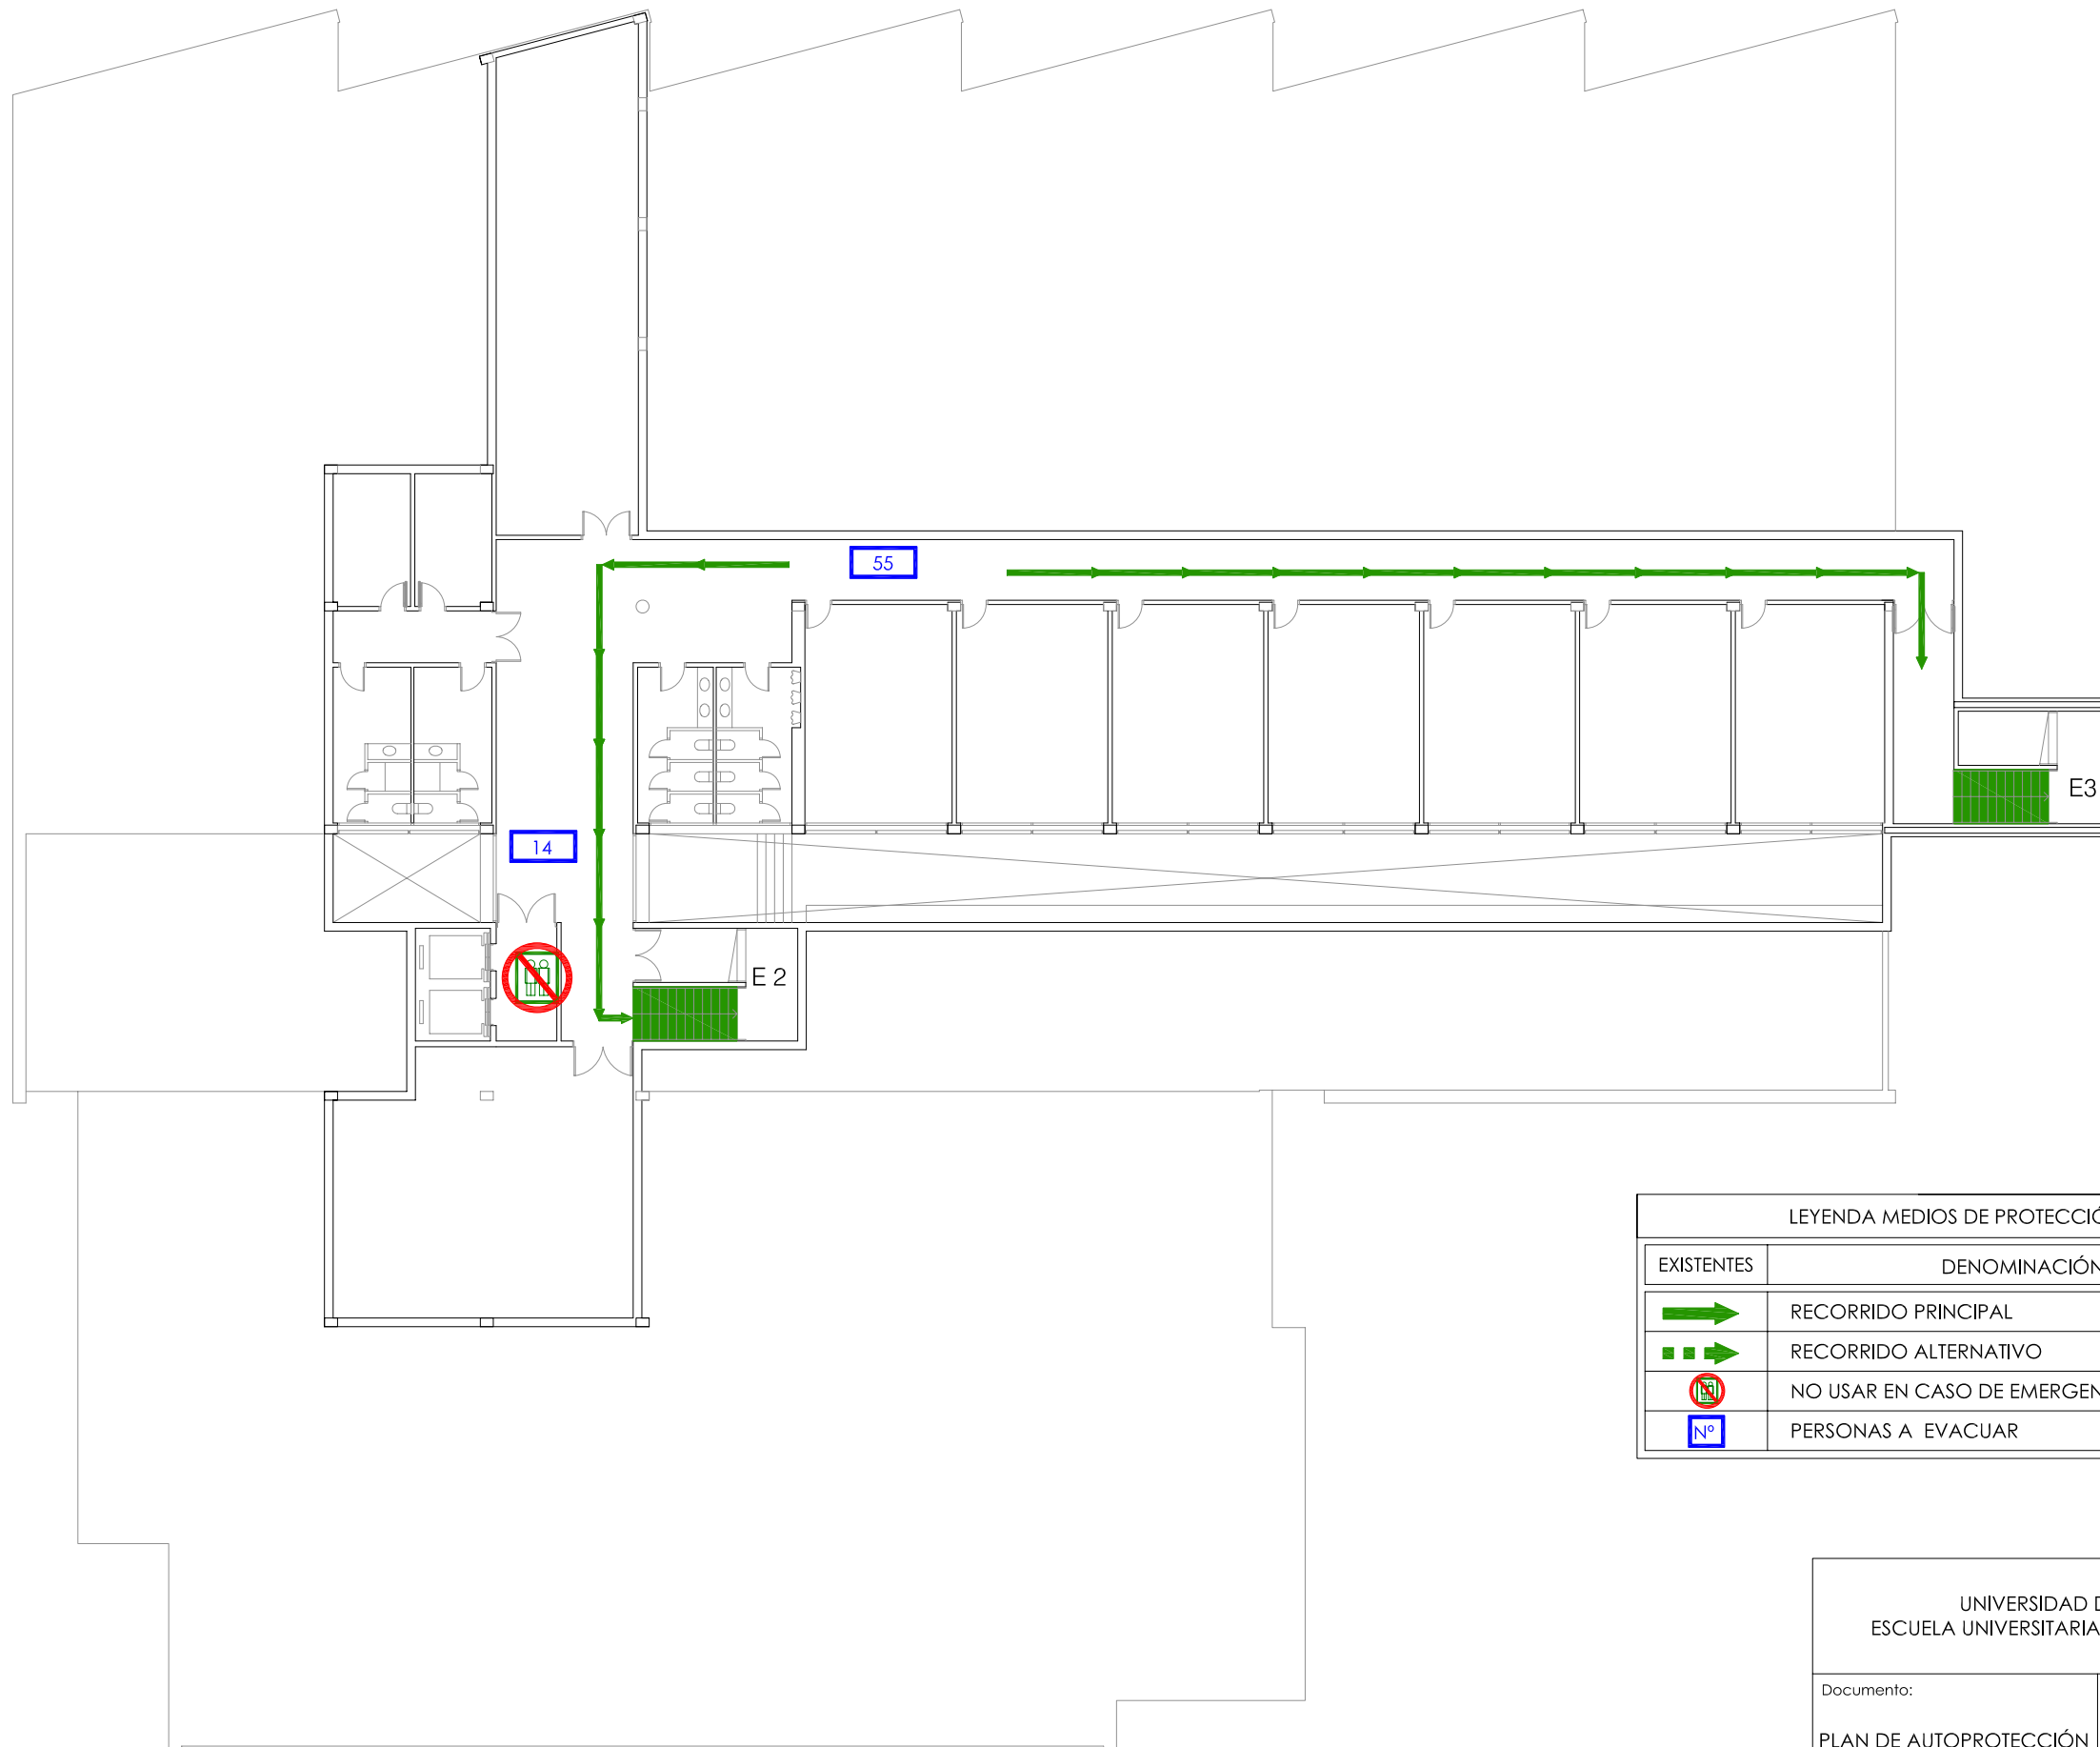 55
14
E3
E 2
LEYENDA MEDIOS DE PROTECCIÓ
EXISTENTES
DENOMINACIÓN
RECORRIDO PRINCIPAL
RECORRIDO ALTERNATIVO
NO USAR EN CASO DE EMERGEN
Nº
PERSONAS A EVACUAR
UNIVERSIDAD D
ESCUELA UNIVERSITARIA
Documento:
PLAN DE AUTOPROTECCIÓN